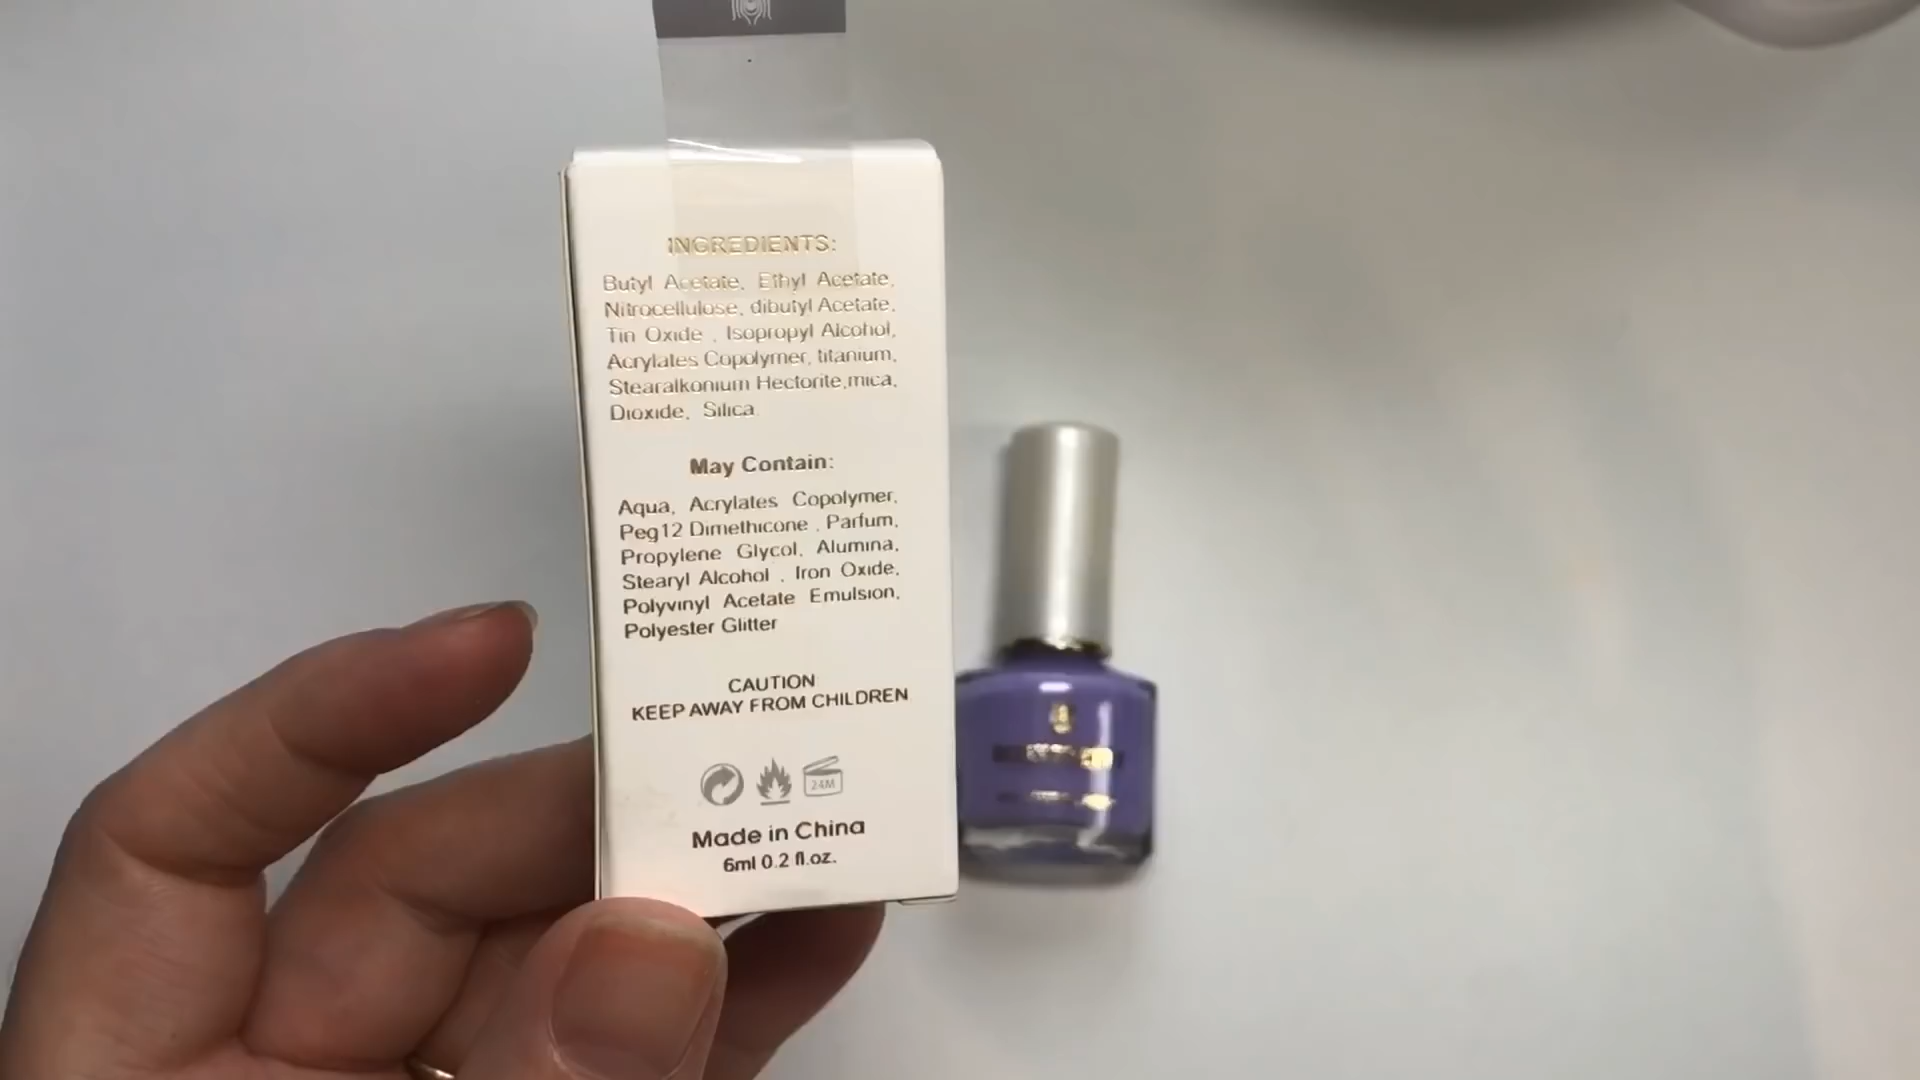 INGREDIENTS:
Butyl Acetate, Ethyl Acetate,
Nitrocellulose, dibutyl Acetate,
Tin Oxide , Isopropyl Alcohol,
Acrylates Copolymer, titanium,
Stearalkonium Hectorite,mica,
Dioxide, Silica
May Contain:
Aqua, Acrylates Copolymer,
Peg12 Dimethicone , Parfum,
Propylene Glycol, Alumina,
Stearyl Alcohol , Iron Oxide,
Polyvinyl Acetate Emulsion,
Polyester Glitter
CAUTION
KEEP AWAY FROM CHILDREN
24M
Made in China
6ml 0.2 fl.oz.